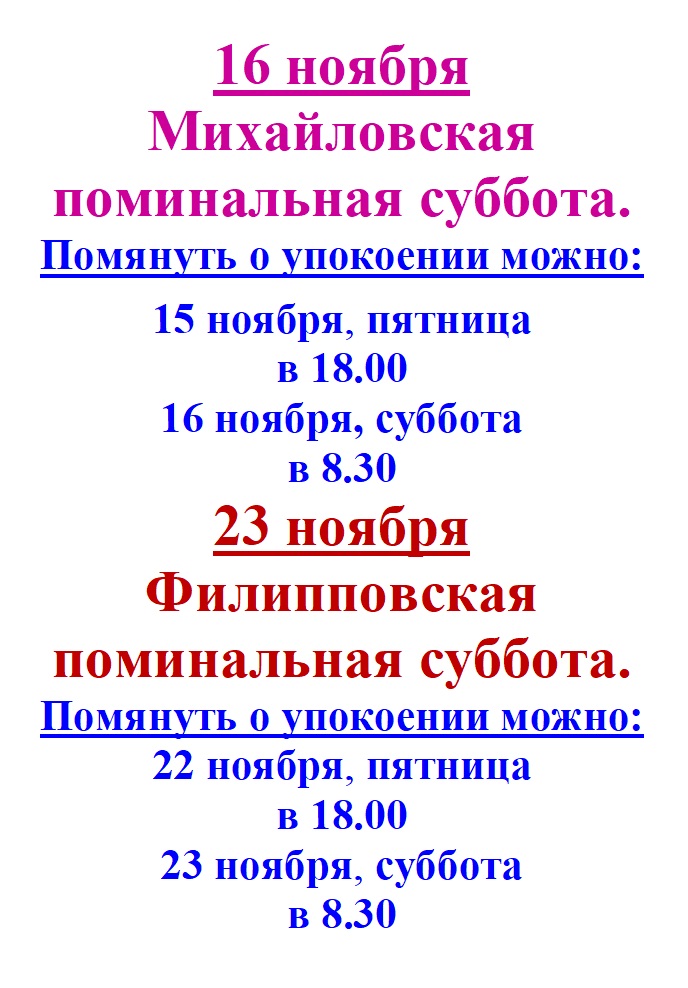 16 ноября
Михайловская
поминальная суббота.
Помянуть о упокоении можно:
15 ноября, пятница
в 18.00
16 ноября, суббота
в 8.30
23 ноября
Филипповская
поминальная суббота.
Помянуть о упокоении можно:
22 ноября, пятница
в 18.00
23 ноября, суббота
в 8.30